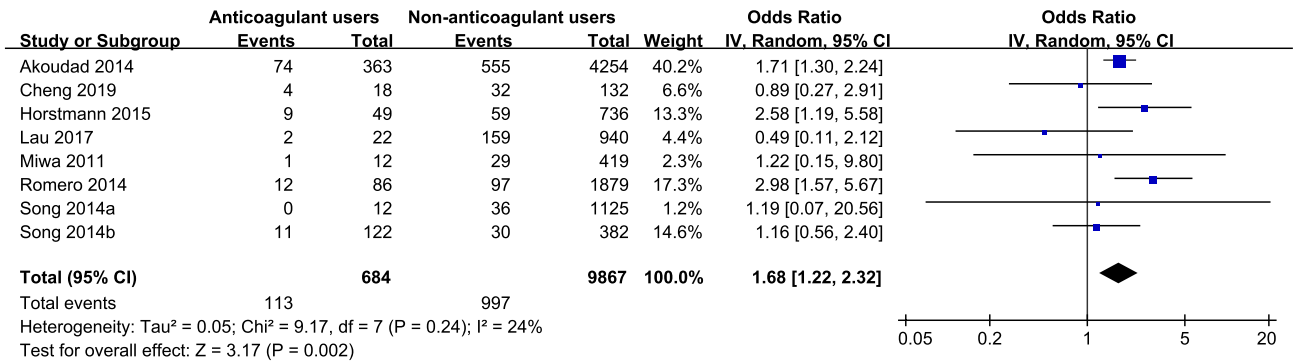 Anticoagulant users Non-anticoagulant users Odds Ratio Odds Ratio
Study or Subgroup Events Total Events Total Weight IV, Random, 95% CI IV, Random, 95% CI
Akoudad 2014 74 363 555 4254 40.2% 1.71 [1.30, 2.24]
Cheng 2019 4 18 32 132 6.6% 0.89 [0.27, 2.91]
Horstmann 2015 9 49 59 736 13.3% 2.58 [1.19, 5.58]
Lau 2017 2 22 159 940 4.4% 0.49 [0.11, 2.12]
Miwa 2011 1 12 29 419 2.3% 1.22 [0.15, 9.80]
Romero 2014 12 86 97 1879 17.3% 2.98 [1.57, 5.67]
Song 2014a 0 12 36 1125 1.2% 1.19 [0.07, 20.56]
Song 2014b 11 122 30 382 14.6% 1.16 [0.56, 2.40]
Total (95% CI) 684 9867 100.0% 1.68 [1.22, 2.32]
Total events 113 997
Heterogeneity: Tau² = 0.05; Chi² = 9.17, df = 7 (P = 0.24); I² = 24%
Test for overall effect: Z = 3.17 (P = 0.002)
0.05 0.2 1 5 20